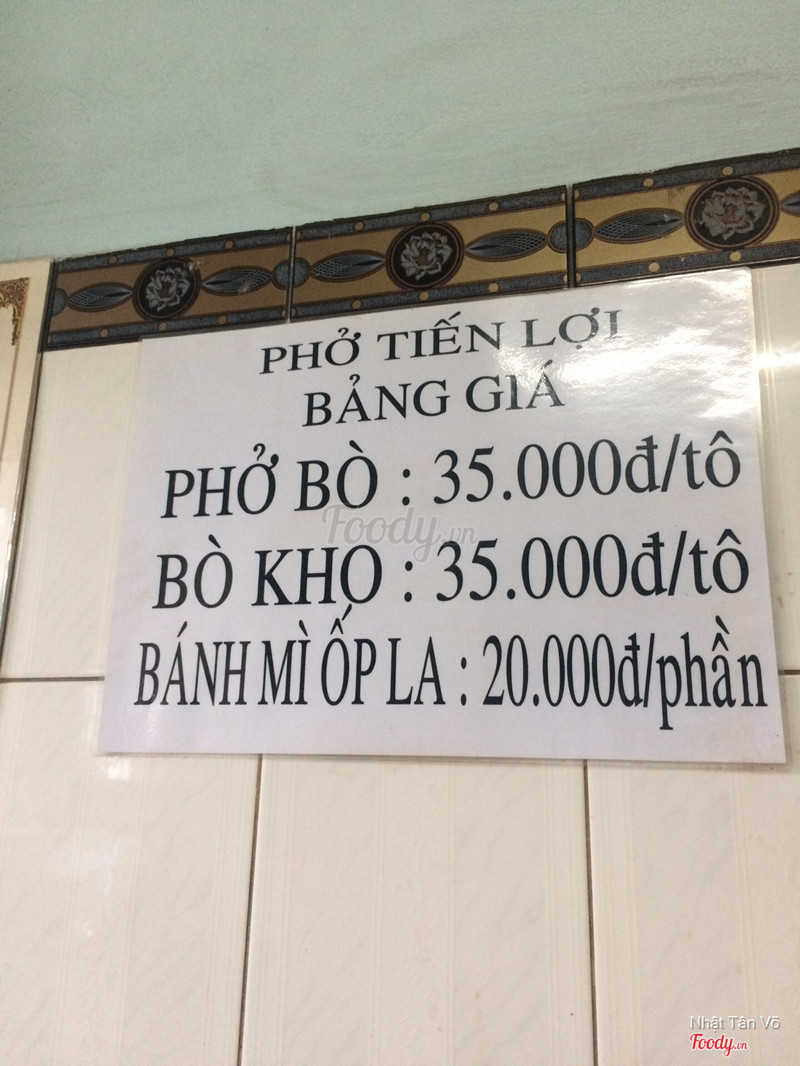 PHỞ TIẾN LỢI
BẢNG GIÁ
PHỞ BÒ : 35.000đ/tô
BÒ KHO : 35.000đ/tô
BÁNH MÌ ỐP LA : 20.000đ/phần
Foody.vn
Nhật Tân Võ
Foody.vn